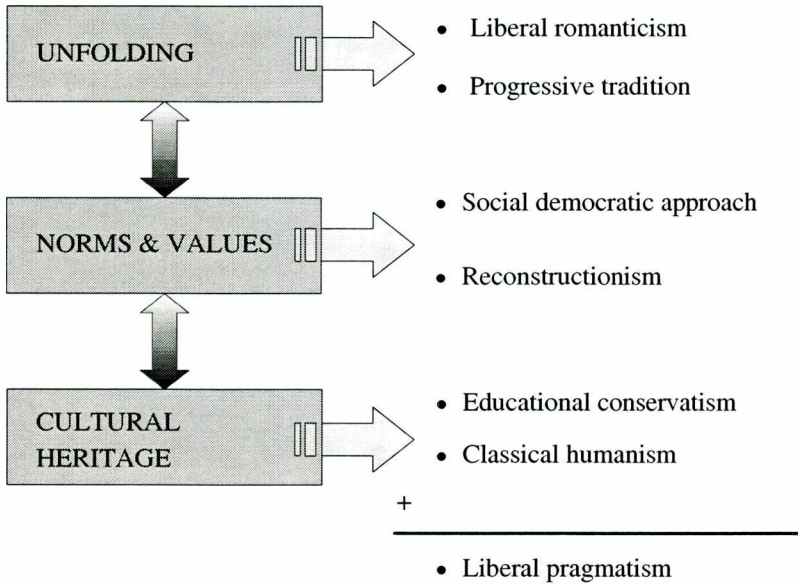 UNFOLDING
• Liberal romanticism
• Progressive tradition
NORMS & VALUES
• Social democratic approach
• Reconstructionism
CULTURAL
HERITAGE
• Educational conservatism
• Classical humanism
+
• Liberal pragmatism